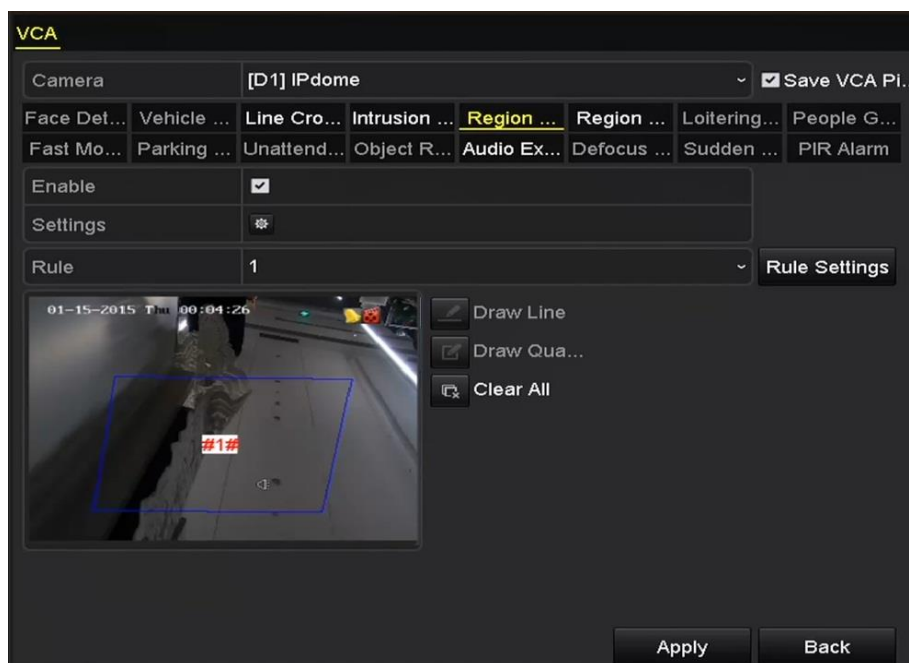 VCA
Camera [D1] IPdome Save VCA Pi.
Face Det... Vehicle ... Line Cro... Intrusion ... Region ... Region ... Loitering... People G...
Fast Mo... Parking ... Unattend... Object R... Audio Ex... Defocus ... Sudden ... PIR Alarm
Enable
Settings
Rule 1 Rule Settings
01-15-2015 Thu 00:04:26
Draw Line
Draw Qua...
Clear All
#1#
Apply Back